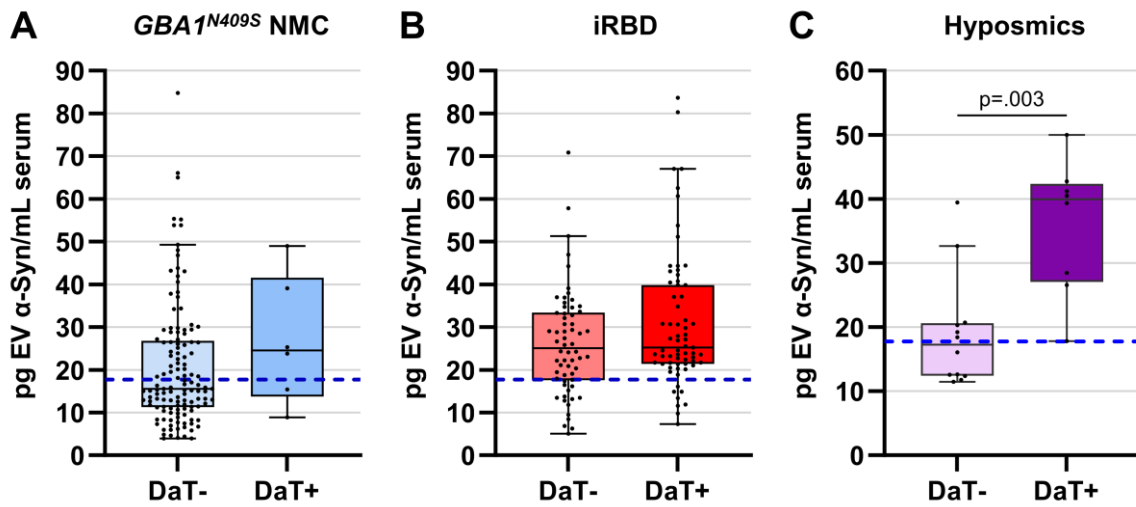 A
GBA1^N409S NMC
pg EV α-Syn/mL serum
90
80
70
60
50
40
30
20
10
0
DaT-
DaT+
B
iRBD
pg EV α-Syn/mL serum
90
80
70
60
50
40
30
20
10
0
DaT-
DaT+
C
Hyposmics
pg EV α-Syn/mL serum
60
50
40
30
20
10
0
p=.003
DaT-
DaT+